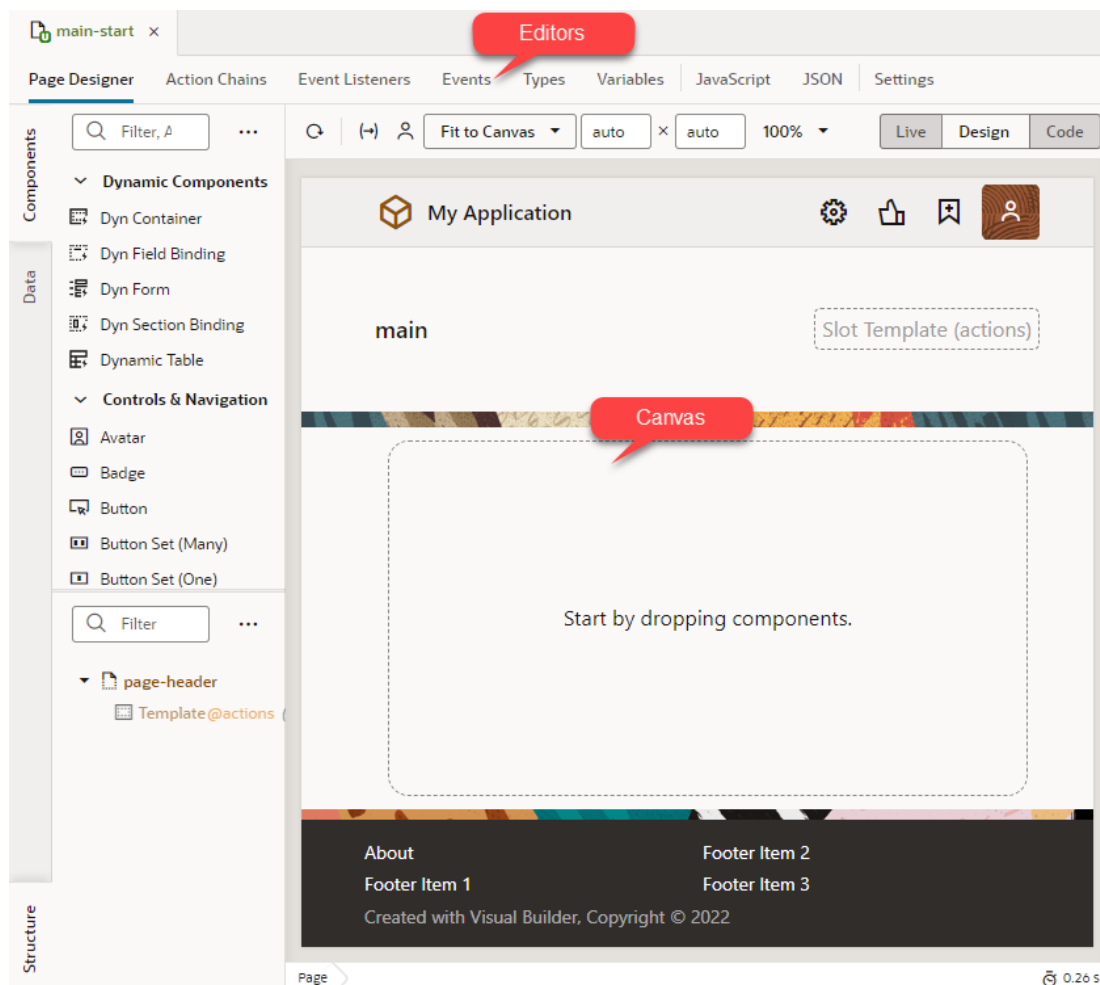 main-start ×
Editors
Page Designer Action Chains Event Listeners Events Types Variables JavaScript JSON Settings
Components
Data
Structure
Filter, A ...
Dynamic Components
Dyn Container
Dyn Field Binding
Dyn Form
Dyn Section Binding
Dynamic Table
Controls & Navigation
Avatar
Badge
Button
Button Set (Many)
Button Set (One)
Filter ...
page-header
Template@actions (
Fit to Canvas auto × auto 100% Live Design Code
My Application
main Slot Template (actions)
Canvas
Start by dropping components.
About Footer Item 2
Footer Item 1 Footer Item 3
Created with Visual Builder, Copyright © 2022
Page 0.26 s